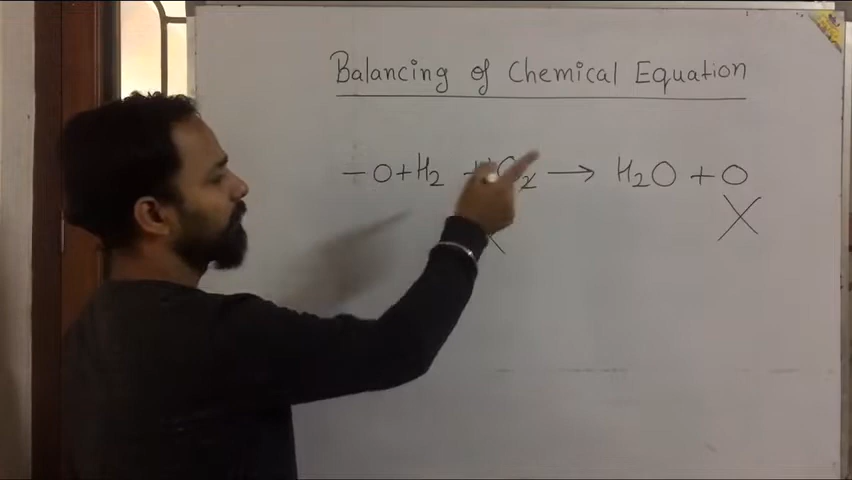 Balancing of Chemical Equation
– O + H₂ + O₂ → H₂O + O
X